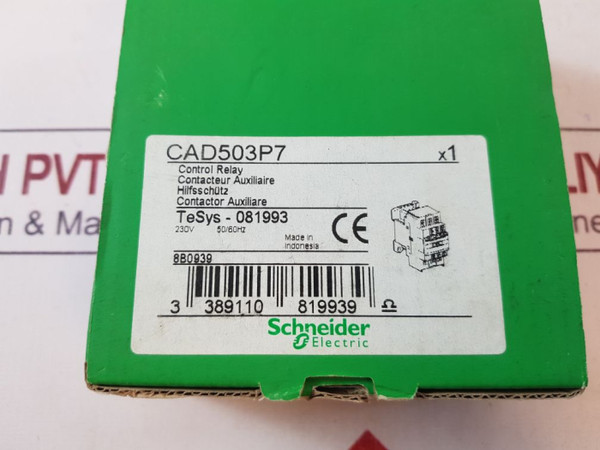 CAD503P7 x1
Control Relay
Contacteur Auxiliaire
Hilfsschütz
Contactor Auxiliare
TeSys - 081993
230V 50/60Hz
Made in
Indonesia
CE
8B0939
3 389110 819939
Schneider
Electric
H PVT
n & Ma
LIY
ine